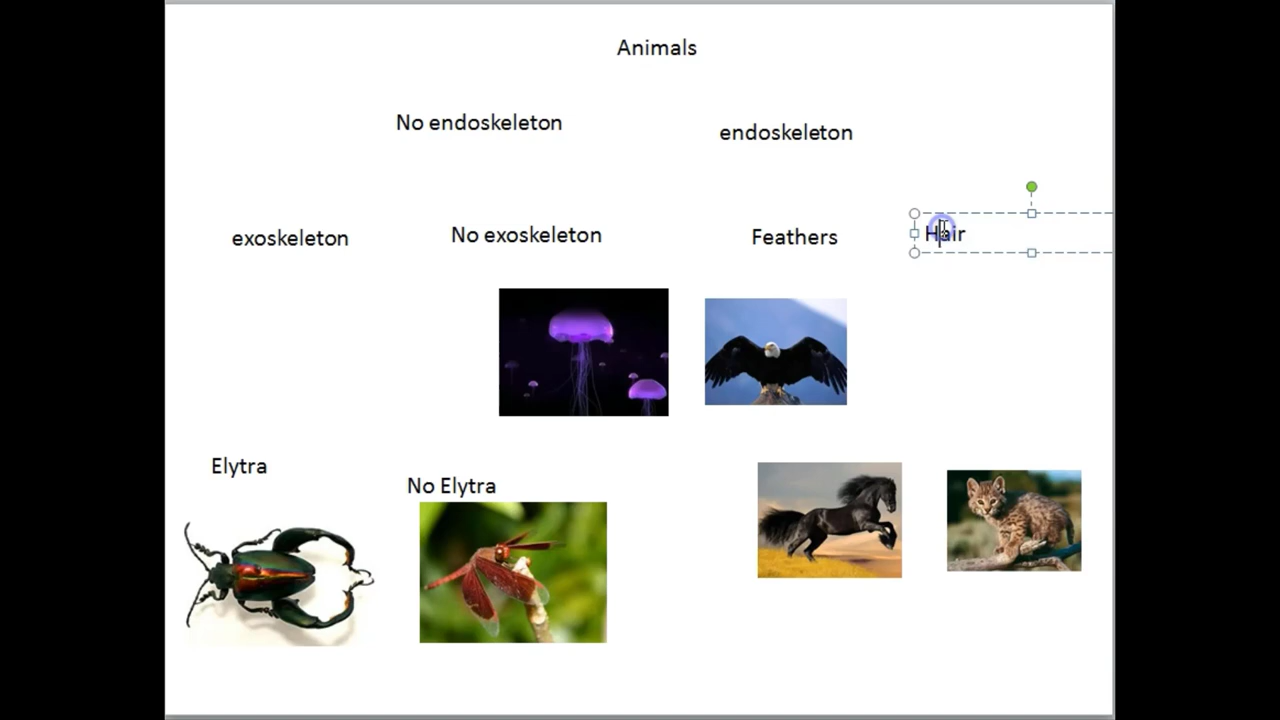 Animals
No endoskeleton
endoskeleton
exoskeleton
No exoskeleton
Feathers
Hair
Elytra
No Elytra